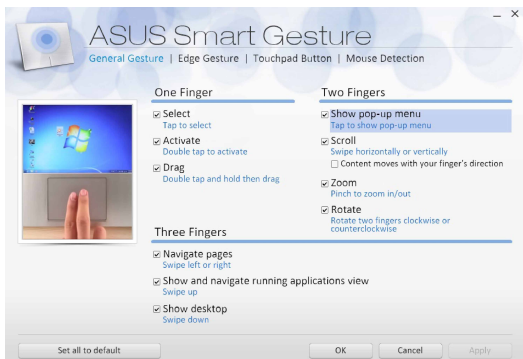 ASUS Smart Gesture
General Gesture | Edge Gesture | Touchpad Button | Mouse Detection
One Finger
Select
Tap to select
Activate
Double tap to activate
Drag
Double tap and hold then drag
Two Fingers
Show pop-up menu
Tap to show pop-up menu
Scroll
Swipe horizontally or vertically
Content moves with your finger's direction
Zoom
Pinch to zoom in/out
Rotate
Rotate two fingers clockwise or
counterclockwise
Three Fingers
Navigate pages
Swipe left or right
Show and navigate running applications view
Swipe up
Show desktop
Swipe down
Set all to default
OK
Cancel
Apply